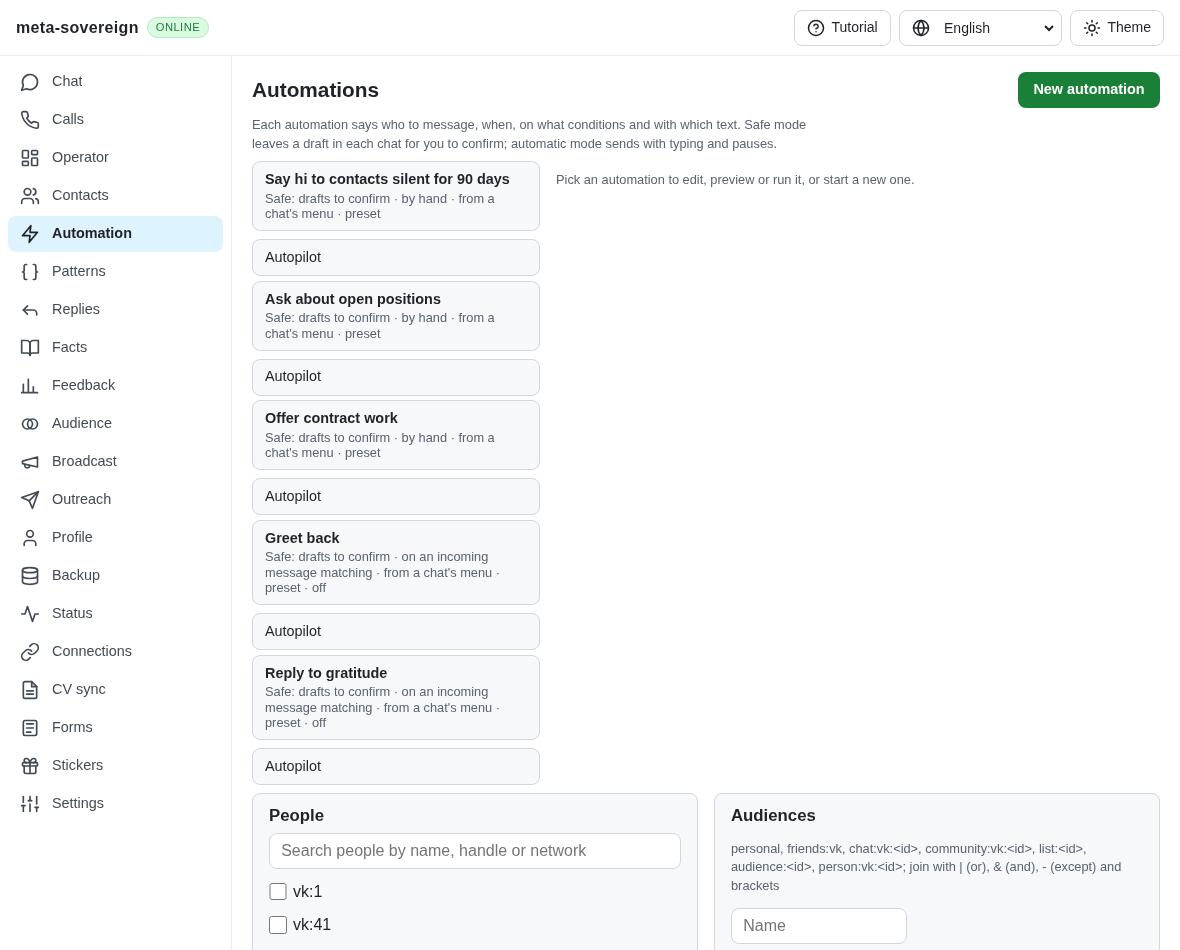 meta-sovereign
ONLINE
Tutorial
English
Theme
Chat
Calls
Operator
Contacts
Automation
Patterns
Replies
Facts
Feedback
Audience
Broadcast
Outreach
Profile
Backup
Status
Connections
CV sync
Forms
Stickers
Settings
Automations
New automation
Each automation says who to message, when, on what conditions and with which text. Safe mode
leaves a draft in each chat for you to confirm; automatic mode sends with typing and pauses.
Say hi to contacts silent for 90 days
Safe: drafts to confirm · by hand · from a
chat's menu · preset
Autopilot
Ask about open positions
Safe: drafts to confirm · by hand · from a
chat's menu · preset
Autopilot
Offer contract work
Safe: drafts to confirm · by hand · from a
chat's menu · preset
Autopilot
Greet back
Safe: drafts to confirm · on an incoming
message matching · from a chat's menu ·
preset · off
Autopilot
Reply to gratitude
Safe: drafts to confirm · on an incoming
message matching · from a chat's menu ·
preset · off
Autopilot
Pick an automation to edit, preview or run it, or start a new one.
People
Search people by name, handle or network
vk:1
vk:41
Audiences
personal, friends:vk, chat:vk:<id>, community:vk:<id>, list:<id>,
audience:<id>, person:vk:<id>; join with | (or), & (and), - (except) and
brackets
Name